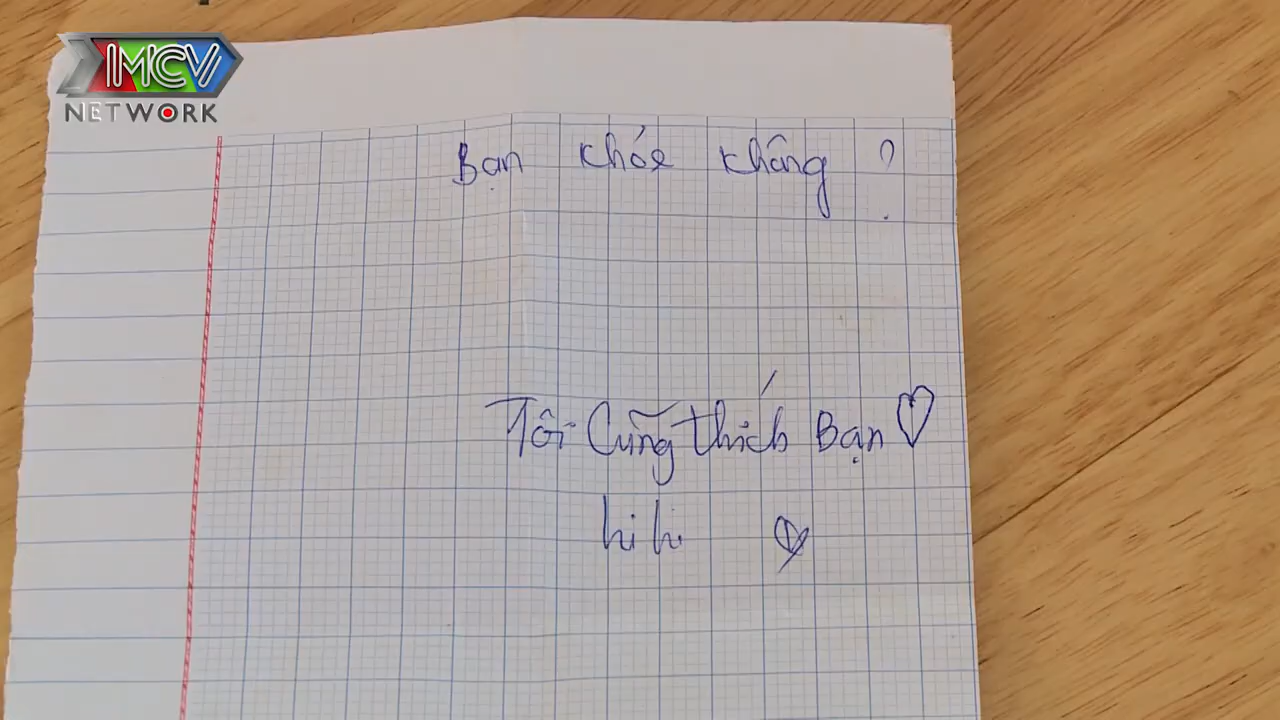 MCV
NETWORK
Bạn khỏe không ?
Tôi Cũng thích Bạn ♡
hi hi ♡